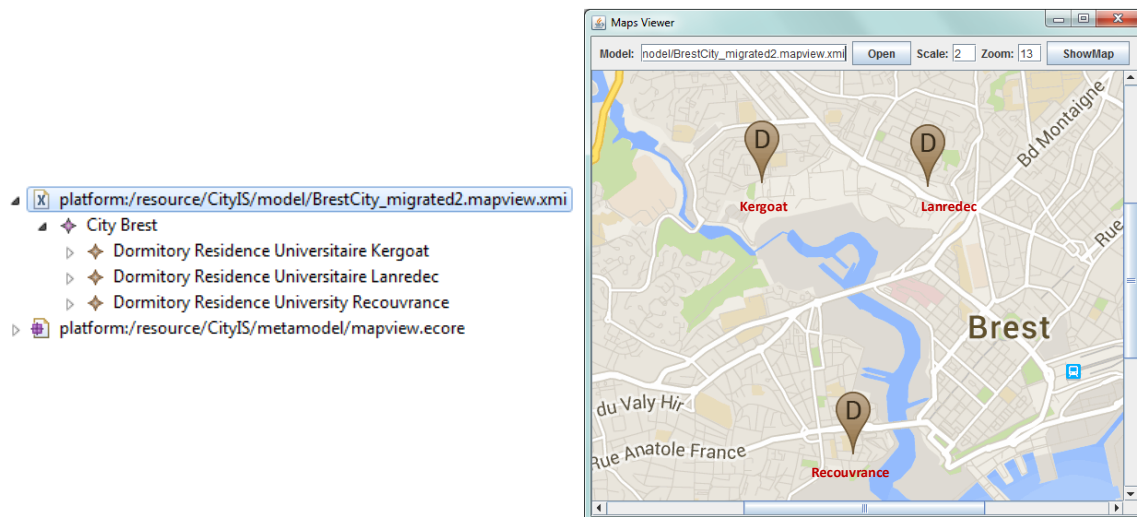 platform:/resource/CityIS/model/BrestCity_migrated2.mapview.xmi
City Brest
Dormitory Residence Universitaire Kergoat
Dormitory Residence Universitaire Lanredec
Dormitory Residence University Recouvrance
platform:/resource/CityIS/metamodel/mapview.ecore
Maps Viewer
Model: nodel/BrestCity_migrated2.mapview.xmi Open Scale: 2 Zoom: 13 ShowMap
D
D
Bd Montaigne
Kergoat
Lanredec
Rue
Brest
du Valy Hir
D
Rue Anatole France
Recouvrance